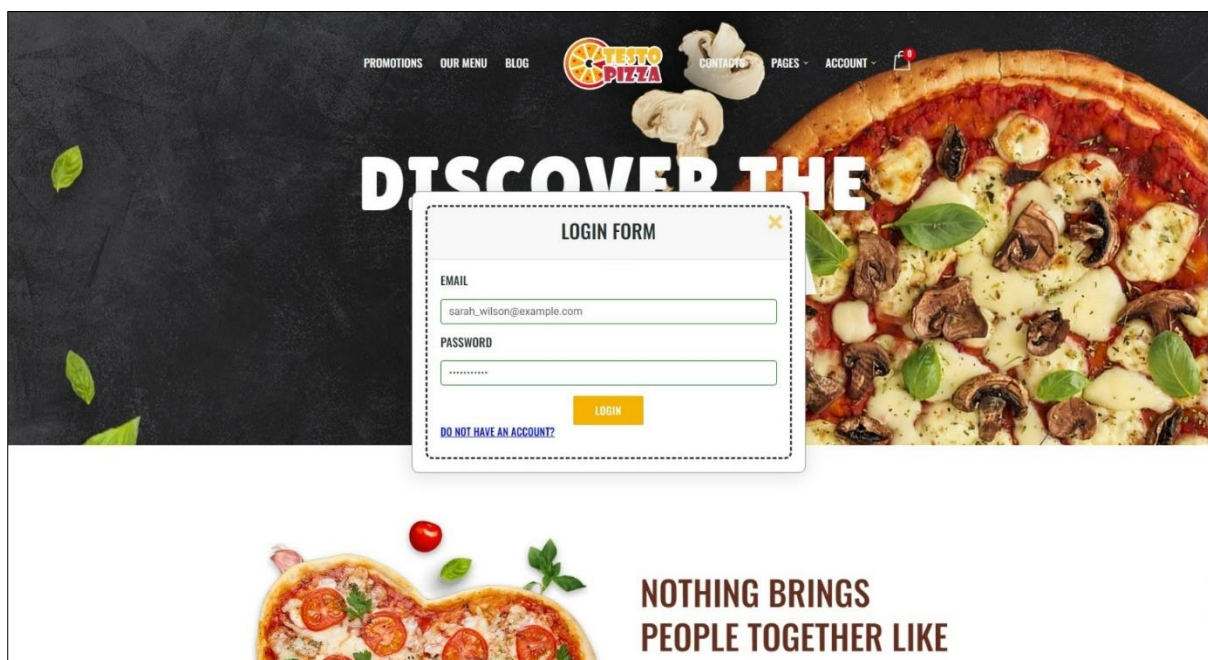 PROMOTIONS OUR MENU BLOG
TESTO
PIZZA
CONTACTS PAGES ACCOUNT
0
DISCOVER THE
LOGIN FORM
EMAIL
sarah_wilson@example.com
PASSWORD
•••••••••••
LOGIN
DO NOT HAVE AN ACCOUNT?
NOTHING BRINGS
PEOPLE TOGETHER LIKE